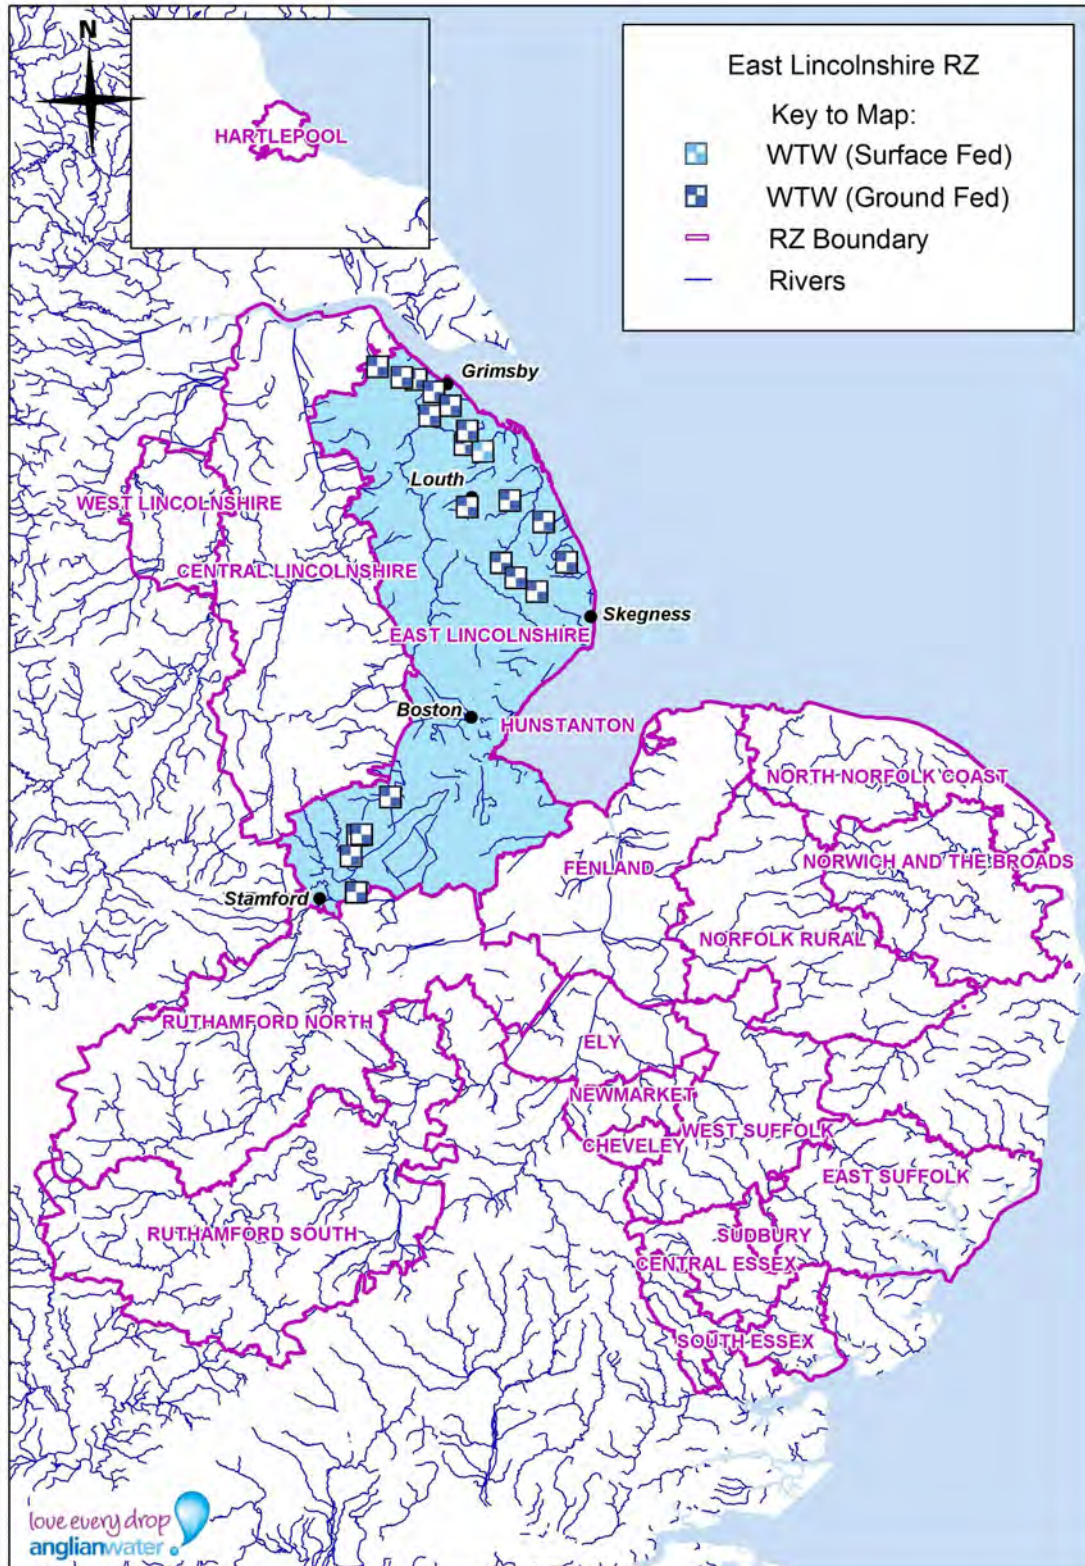 N
HARTLEPOOL
East Lincolnshire RZ
Key to Map:
WTW (Surface Fed)
WTW (Ground Fed)
RZ Boundary
Rivers
Grimsby
Louth
WEST LINCOLNSHIRE
CENTRAL LINCOLNSHIRE
Skegness
EAST LINCOLNSHIRE
Boston
HUNSTANTON
NORTH NORFOLK COAST
FENLAND
NORWICH AND THE BROADS
Stamford
NORFOLK RURAL
RUTHAMFORD NORTH
ELY
NEWMARKET
WEST SUFFOLK
CHEVELEY
EAST SUFFOLK
RUTHAMFORD SOUTH
SUDBURY
CENTRAL ESSEX
SOUTH ESSEX
love every drop
anglianwater